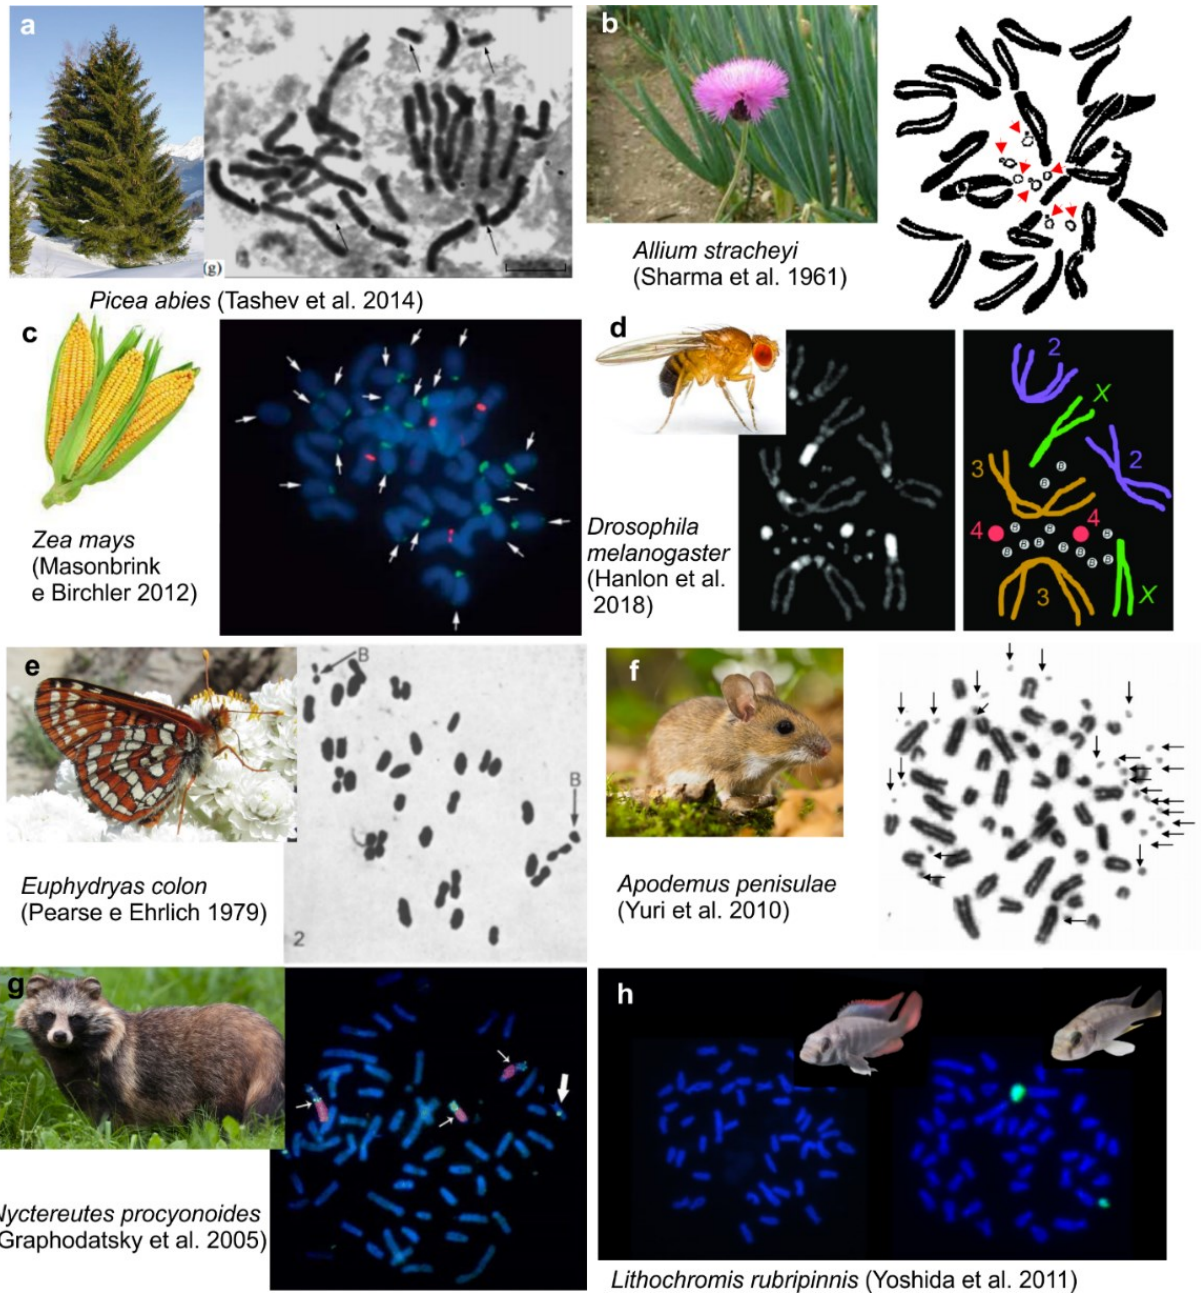 a
b
(g)
Picea abies (Tashev et al. 2014)
Allium stracheyi
(Sharma et al. 1961)
c
d
2
X
3
2
B
B
4
4
B B B
B B B B B B B
3
X
Zea mays
(Masonbrink
e Birchler 2012)
Drosophila
melanogaster
(Hanlon et al.
2018)
e
B
B
2
f
Euphydryas colon
(Pearse e Ehrlich 1979)
Apodemus penisulae
(Yuri et al. 2010)
g
h
Nyctereutes procyonoides
Graphodatsky et al. 2005)
Lithochromis rubripinnis (Yoshida et al. 2011)